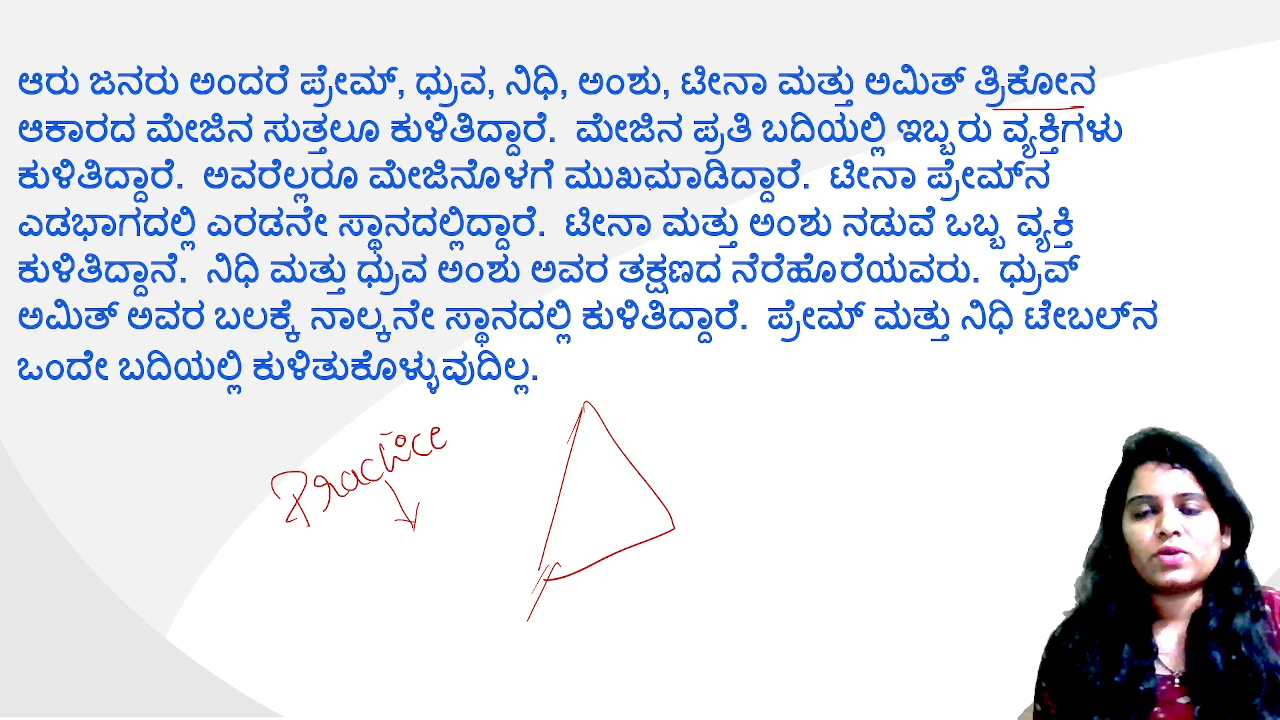 ಆರು ಜನರು ಅಂದರೆ ಪ್ರೇಮ್, ಧ್ರುವ, ನಿಧಿ, ಅಂಶು, ಟೀನಾ ಮತ್ತು ಅಮಿತ್ ತ್ರಿಕೋನ
ಆಕಾರದ ಮೇಜಿನ ಸುತ್ತಲೂ ಕುಳಿತಿದ್ದಾರೆ. ಮೇಜಿನ ಪ್ರತಿ ಬದಿಯಲ್ಲಿ ಇಬ್ಬರು ವ್ಯಕ್ತಿಗಳು
ಕುಳಿತಿದ್ದಾರೆ. ಅವರೆಲ್ಲರೂ ಮೇಜಿನೊಳಗೆ ಮುಖಮಾಡಿದ್ದಾರೆ. ಟೀನಾ ಪ್ರೇಮ್‌ನ
ಎಡಭಾಗದಲ್ಲಿ ಎರಡನೇ ಸ್ಥಾನದಲ್ಲಿದ್ದಾರೆ. ಟೀನಾ ಮತ್ತು ಅಂಶು ನಡುವೆ ಒಬ್ಬ ವ್ಯಕ್ತಿ
ಕುಳಿತಿದ್ದಾನೆ. ನಿಧಿ ಮತ್ತು ಧ್ರುವ ಅಂಶು ಅವರ ತಕ್ಷಣದ ನೆರೆಹೊರೆಯವರು. ಧ್ರುವ್
ಅಮಿತ್ ಅವರ ಬಲಕ್ಕೆ ನಾಲ್ಕನೇ ಸ್ಥಾನದಲ್ಲಿ ಕುಳಿತಿದ್ದಾರೆ. ಪ್ರೇಮ್ ಮತ್ತು ನಿಧಿ ಟೇಬಲ್‌ನ
ಒಂದೇ ಬದಿಯಲ್ಲಿ ಕುಳಿತುಕೊಳ್ಳುವುದಿಲ್ಲ.
Practice